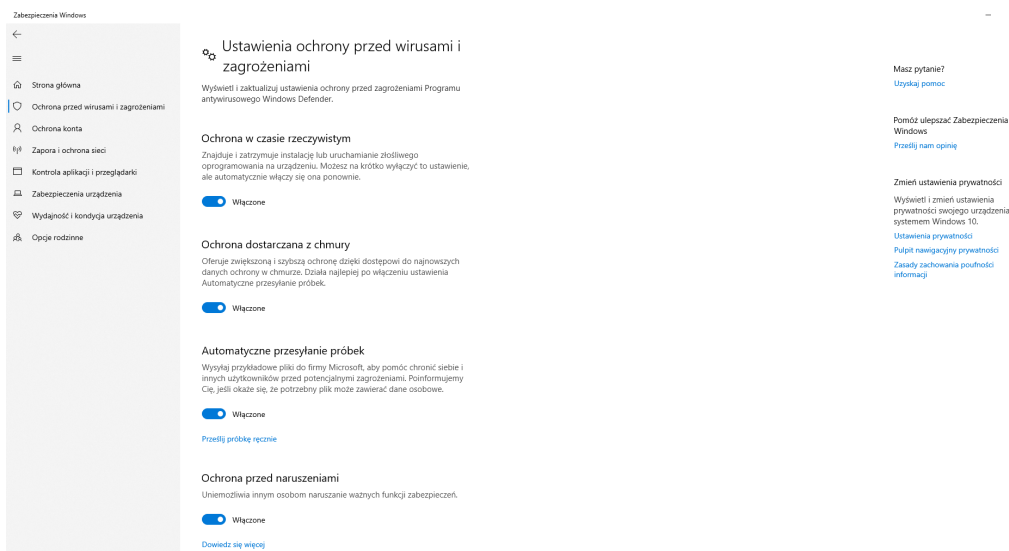 Zabezpieczenia Windows
Strona główna
Ochrona przed wirusami i zagrożeniami
Ochrona konta
Zapora i ochrona sieci
Kontrola aplikacji i przeglądarki
Zabezpieczenia urządzenia
Wydajność i kondycja urządzenia
Opcje rodzinne
Ustawienia ochrony przed wirusami i
zagrożeniami
Wyświetl i zaktualizuj ustawienia ochrony przed zagrożeniami Programu
antywirusowego Windows Defender.
Ochrona w czasie rzeczywistym
Znajduje i zatrzymuje instalację lub uruchamianie złośliwego
oprogramowania na urządzeniu. Możesz na krótko wyłączyć to ustawienie,
ale automatycznie włączy się ona ponownie.
Włączone
Ochrona dostarczana z chmury
Oferuje zwiększoną i szybszą ochronę dzięki dostępowi do najnowszych
danych ochrony w chmurze. Działa najlepiej po włączeniu ustawienia
Automatyczne przesyłanie próbek.
Włączone
Automatyczne przesyłanie próbek
Wysyłaj przykładowe pliki do firmy Microsoft, aby pomóc chronić siebie i
innych użytkowników przed potencjalnymi zagrożeniami. Poinformujemy
Cię, jeśli okaże się, że potrzebny plik może zawierać dane osobowe.
Włączone
Prześlij próbkę ręcznie
Ochrona przed naruszeniami
Uniemożliwia innym osobom naruszanie ważnych funkcji zabezpieczeń.
Włączone
Dowiedz się więcej
Masz pytanie?
Uzyskaj pomoc
Pomóż ulepszać Zabezpieczenia
Windows
Prześlij nam opinię
Zmień ustawienia prywatności
Wyświetl i zmień ustawienia
prywatności swojego urządzenia
systemem Windows 10.
Ustawienia prywatności
Pulpit nawigacyjny prywatności
Zasady zachowania poufności
informacji